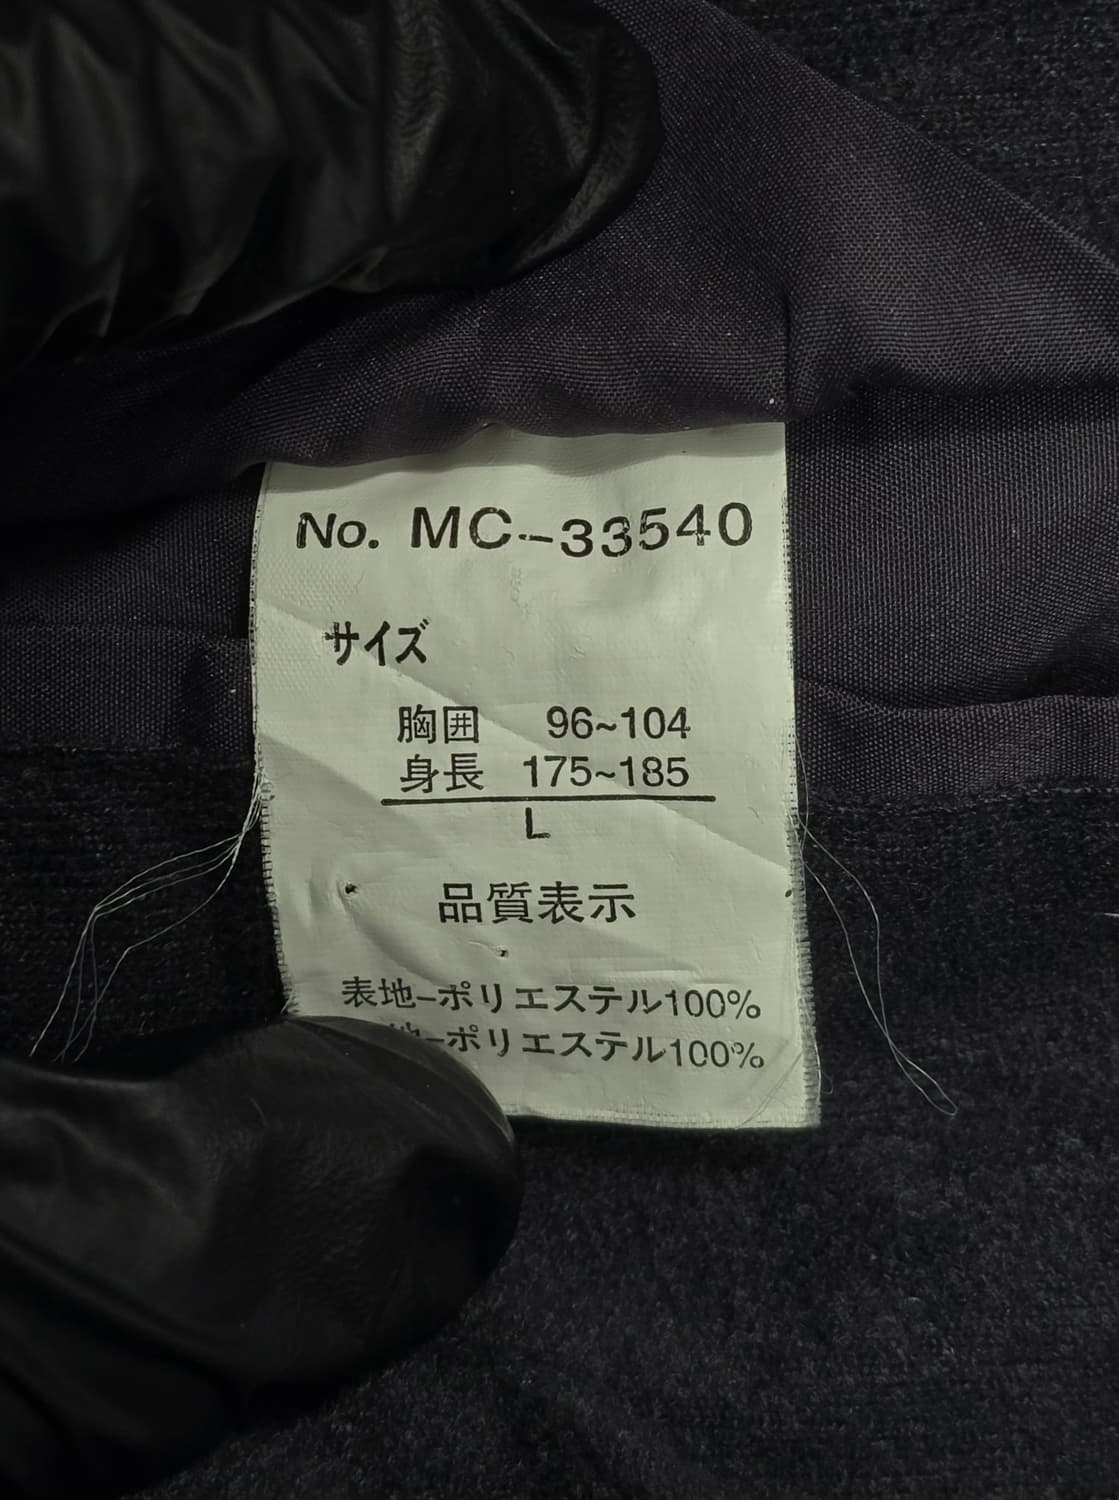 No. MC-33540
サイズ
胸囲 96~104
身長 175~185
L
品質表示
表地-ポリエステル100%
地-ポリエステル100%